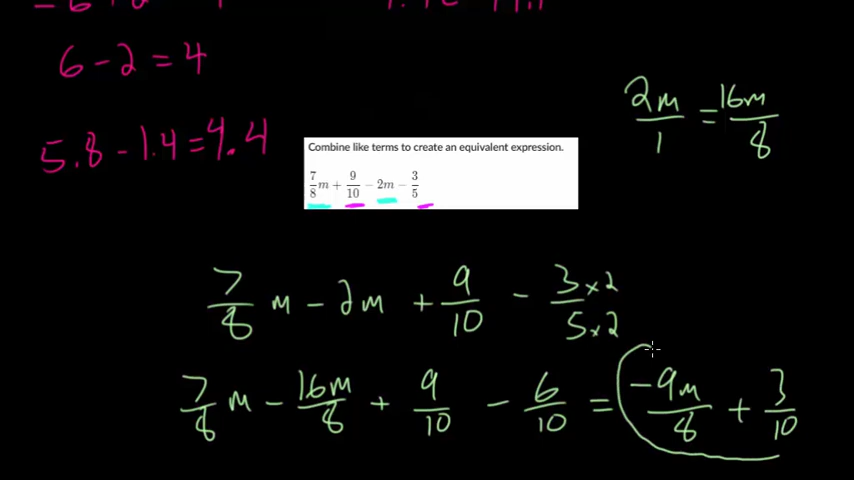 6 - 2 = 4
5.8 - 1.4 = 4.4
2m/1 = 16m/8
Combine like terms to create an equivalent expression.
7/8 m + 9/10 - 2m - 3/5
7/8 m - 2m + 9/10 - 3×2/5×2
7/8 m - 16m/8 + 9/10 - 6/10 = -9m/8 + 3/10